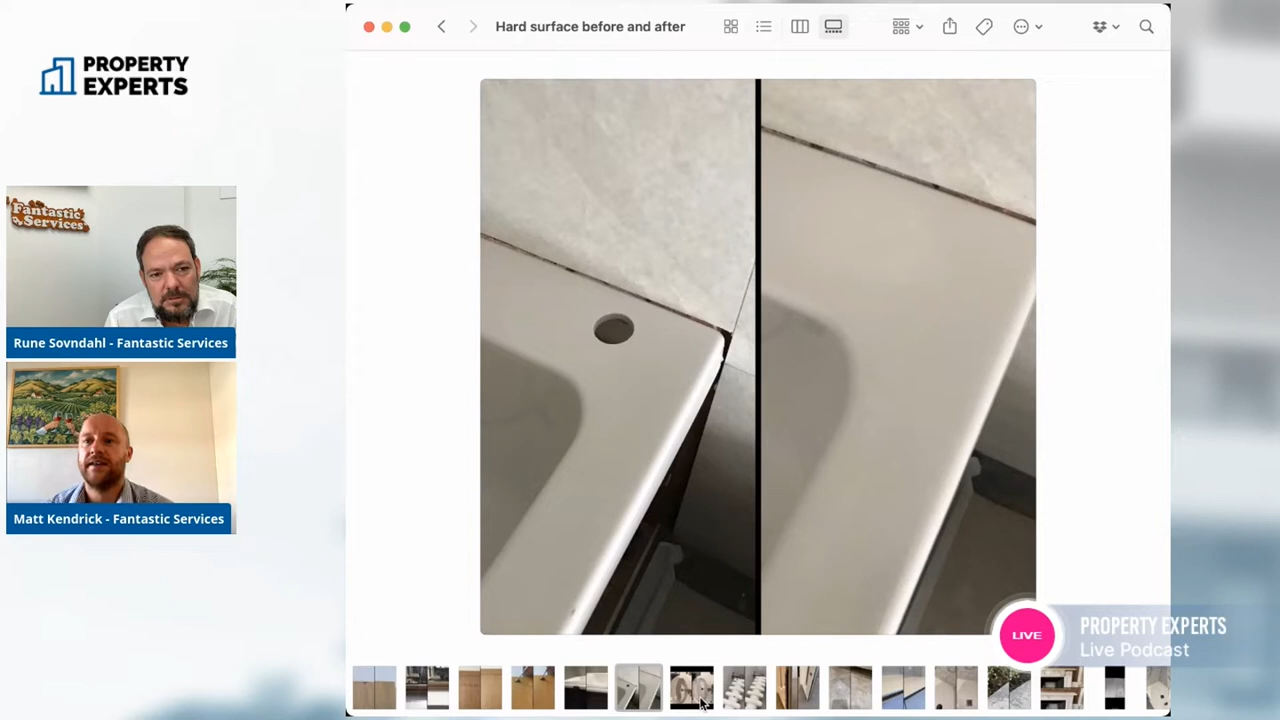 PROPERTY
EXPERTS
Hard surface before and after
Fantastic
Services
Rune Sovndahl - Fantastic Services
Matt Kendrick - Fantastic Services
LIVE
PROPERTY EXPERTS
Live Podcast